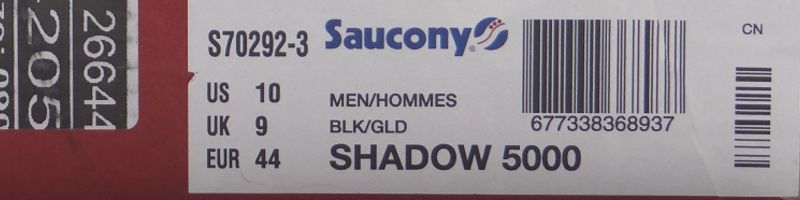 26644
205
S70292-3 Saucony
CN
US 10
UK 9
EUR 44
MEN/HOMMES
BLK/GLD
SHADOW 5000
677338368937